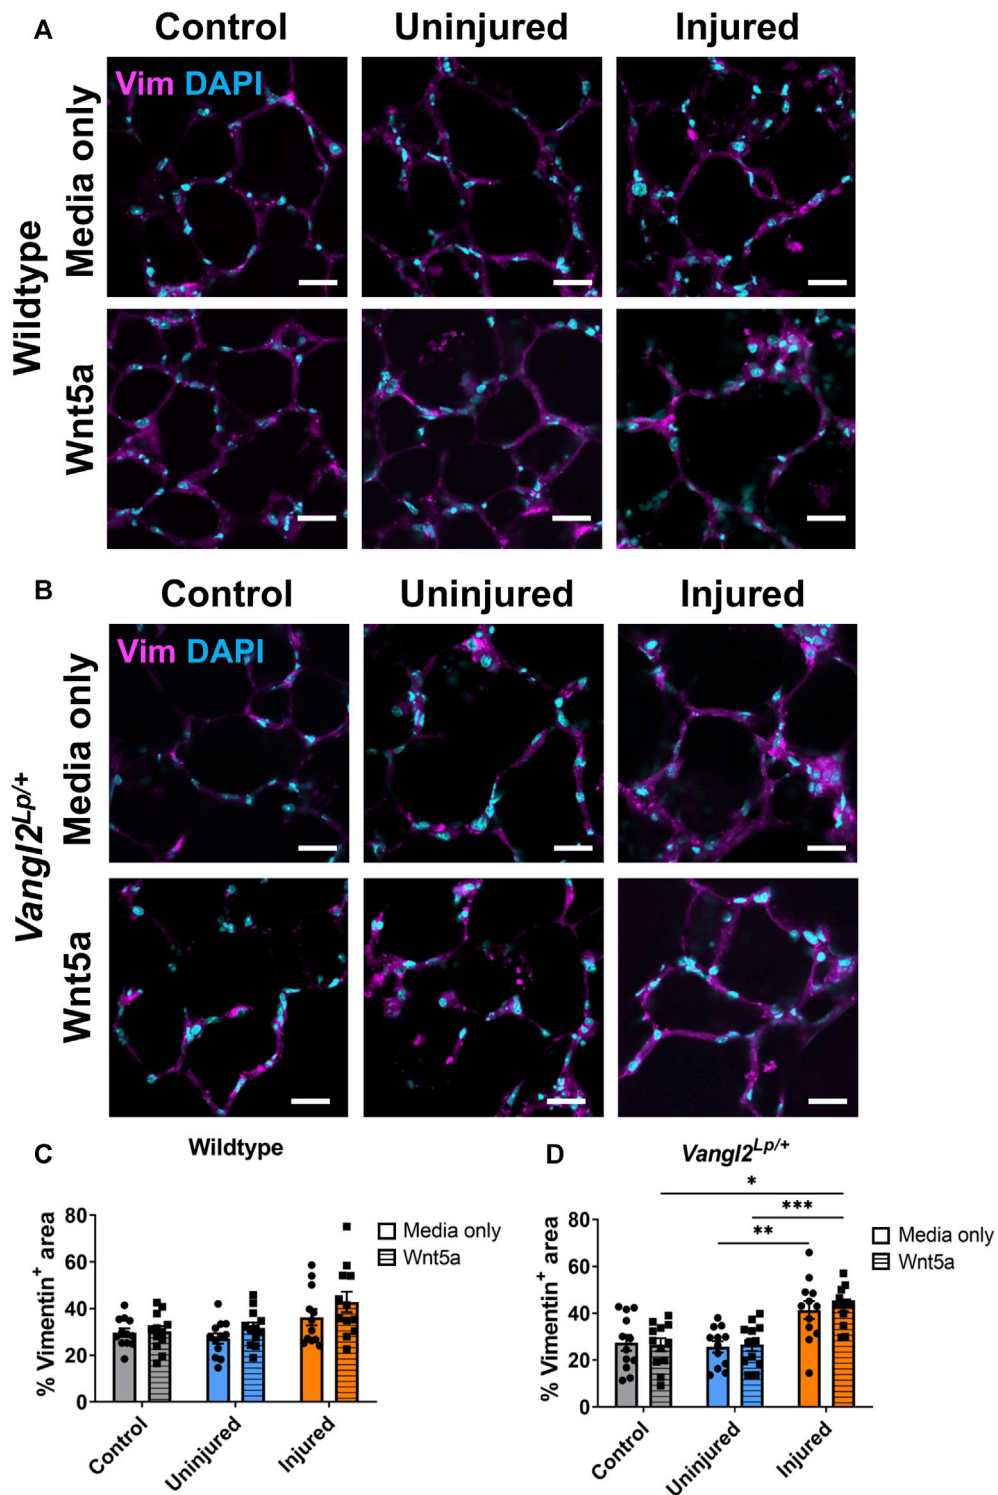 A
Control Uninjured Injured
Wildtype
Media only
Vim DAPI
Wnt5a
B
Control Uninjured Injured
Vangl2Lp/+
Media only
Vim DAPI
Wnt5a
C
Wildtype
% Vimentin+ area
80
60
40
20
0
Control
Uninjured
Injured
Media only
Wnt5a
D
Vangl2Lp/+
% Vimentin+ area
80
60
40
20
0
*
***
**
Control
Uninjured
Injured
Media only
Wnt5a